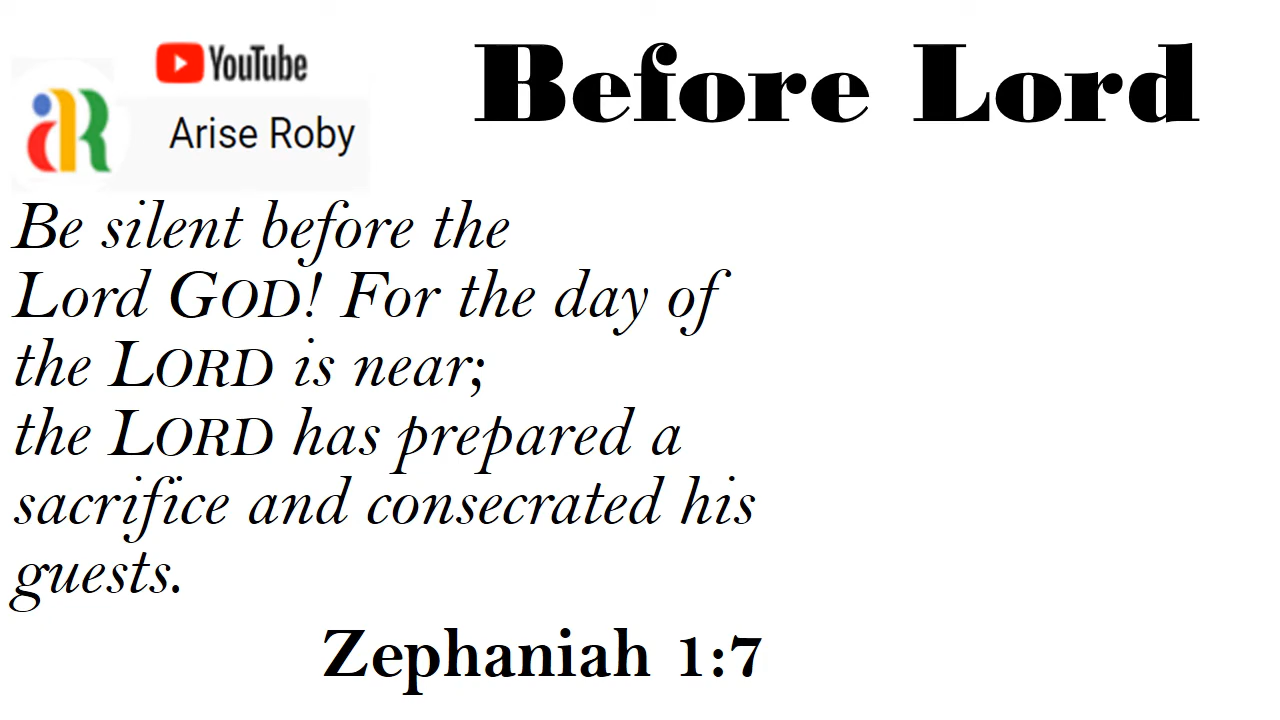 YouTube
Arise Roby
Before Lord
Be silent before the
Lord GOD! For the day of
the LORD is near;
the LORD has prepared a
sacrifice and consecrated his
guests.
Zephaniah 1:7